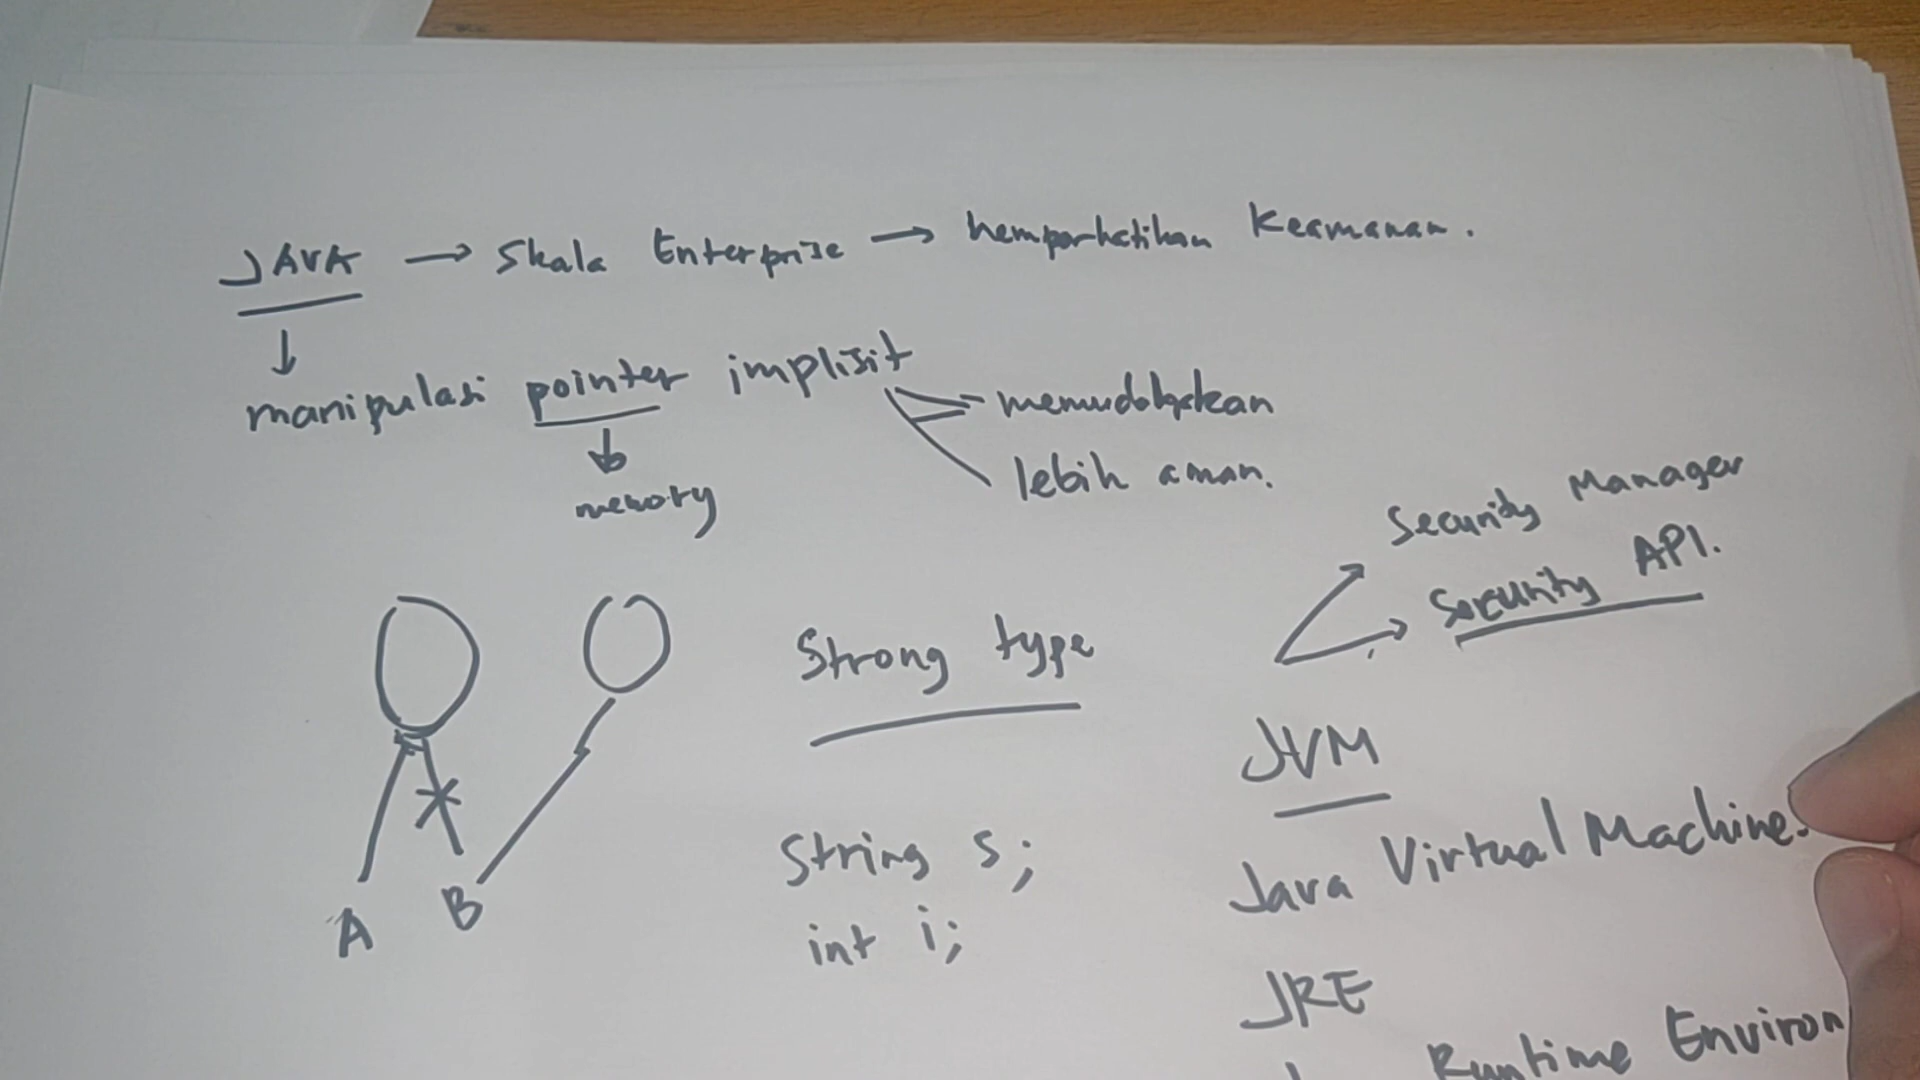 JAVA → Skala Enterprise → memperhatikan Keamanan.
↓
manipulasi pointer implisit
memudahkan
lebih aman.
↓
memory
Security Manager
Security API.
Strong type
JVM
Java Virtual Machine.
String s;
int i;
A B
JRE
Runtime Environ